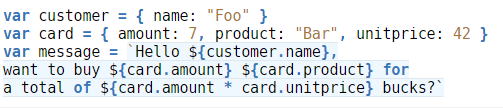 var customer = { name: "Foo" }
var card = { amount: 7, product: "Bar", unitprice: 42 }
var message = `Hello ${customer.name},
want to buy ${card.amount} ${card.product} for
a total of ${card.amount * card.unitprice} bucks?`